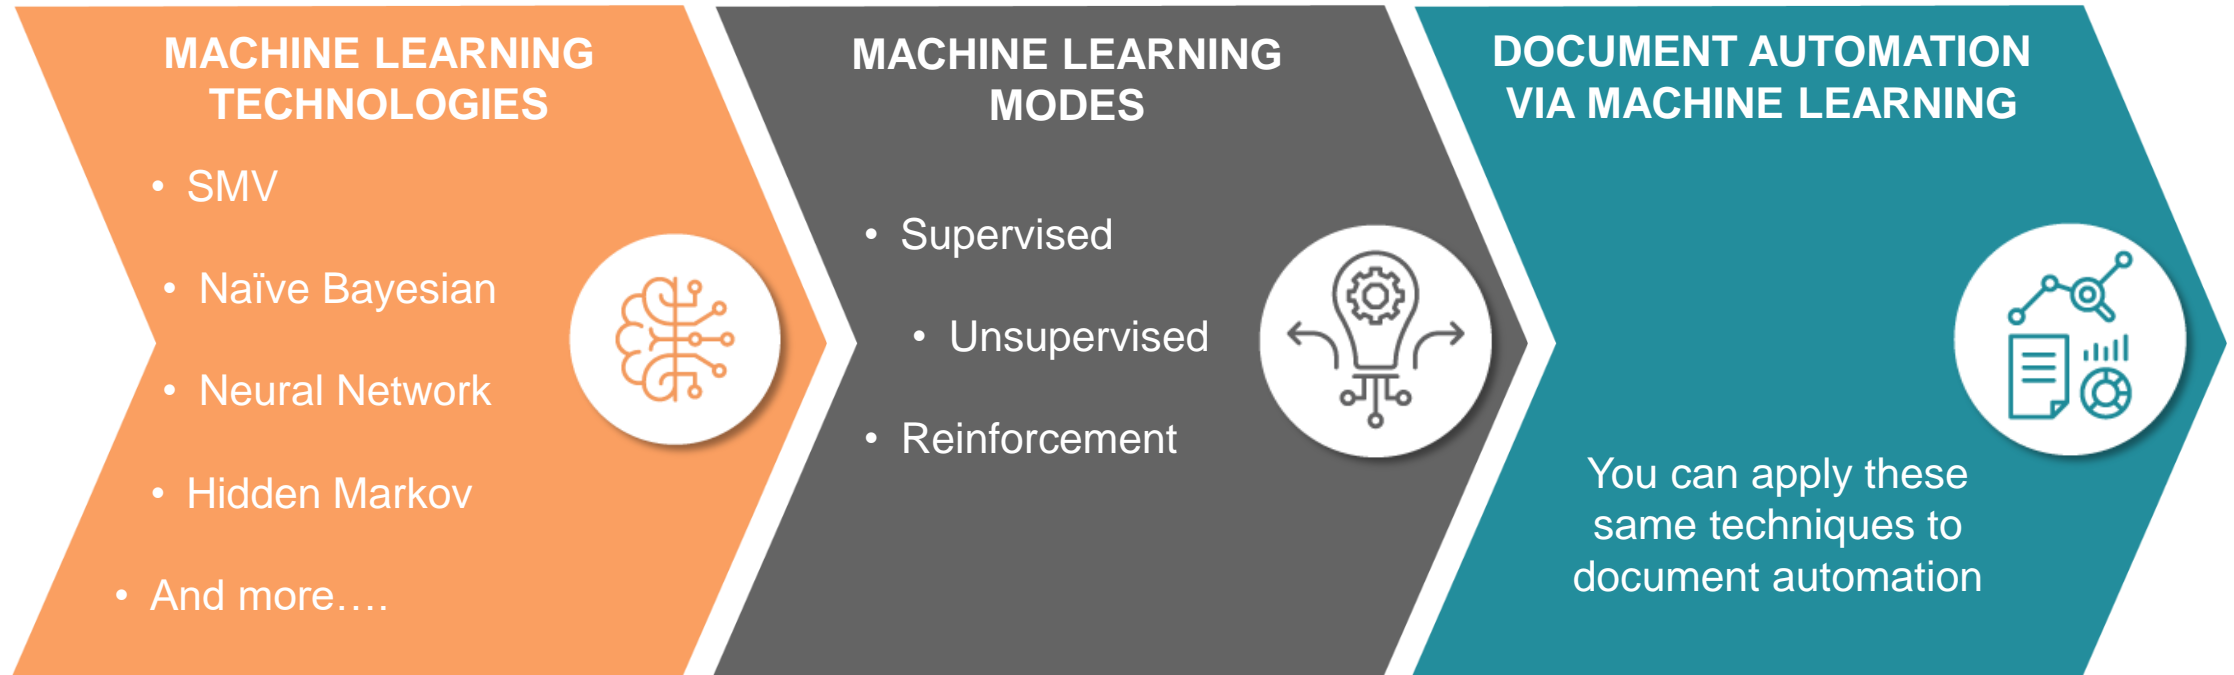 MACHINE LEARNING
TECHNOLOGIES
• SMV
• Naïve Bayesian
• Neural Network
• Hidden Markov
• And more….
MACHINE LEARNING
MODES
• Supervised
• Unsupervised
• Reinforcement
DOCUMENT AUTOMATION
VIA MACHINE LEARNING
You can apply these
same techniques to
document automation